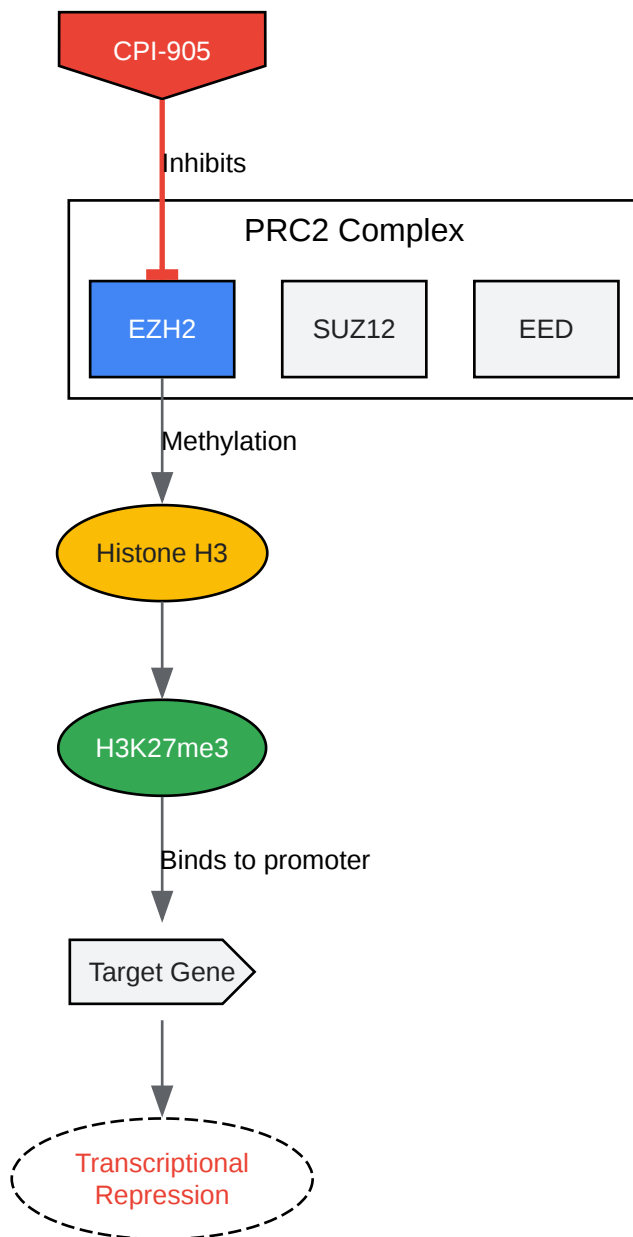 CPI-905
Inhibits
PRC2 Complex
EZH2
SUZ12
EED
Methylation
Histone H3
H3K27me3
Binds to promoter
Target Gene
Transcriptional
Repression